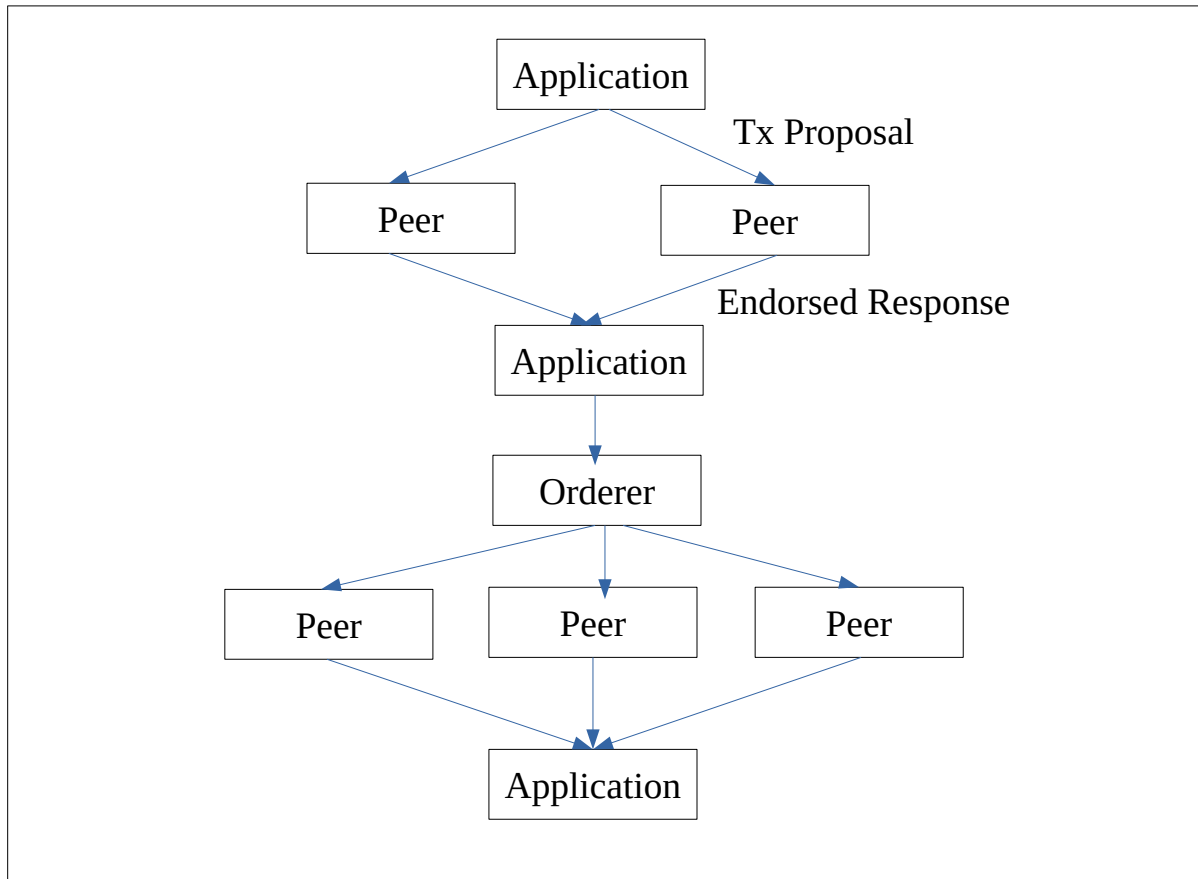 Application
Tx Proposal
Peer
Peer
Endorsed Response
Application
Orderer
Peer
Peer
Peer
Application